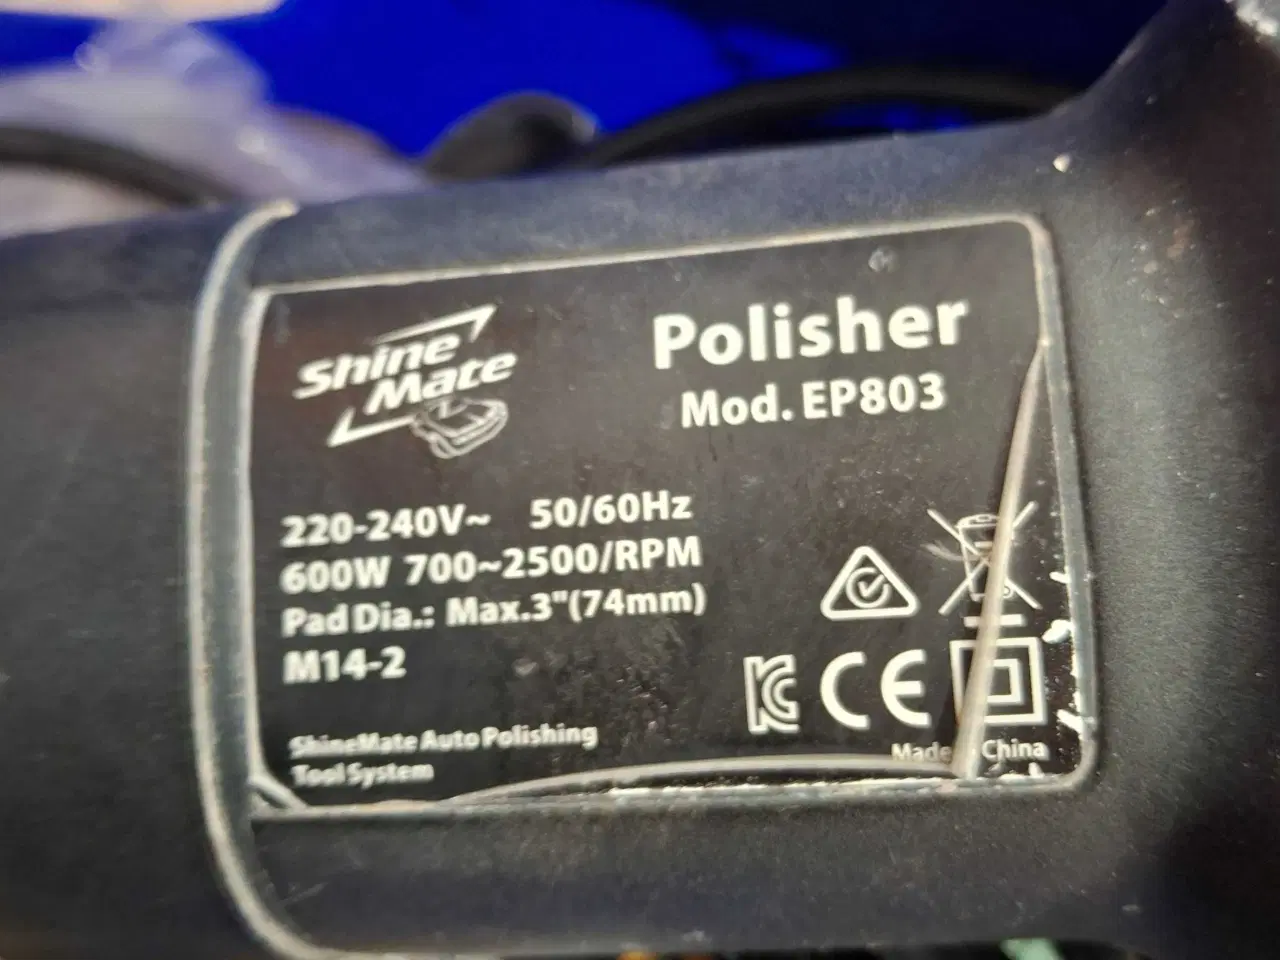 Shine
Mate
Polisher
Mod. EP803
220-240V~ 50/60Hz
600W 700~2500/RPM
Pad Dia.: Max.3"(74mm)
M14-2
ShineMate Auto Polishing
Tool System
KC CE
Made China